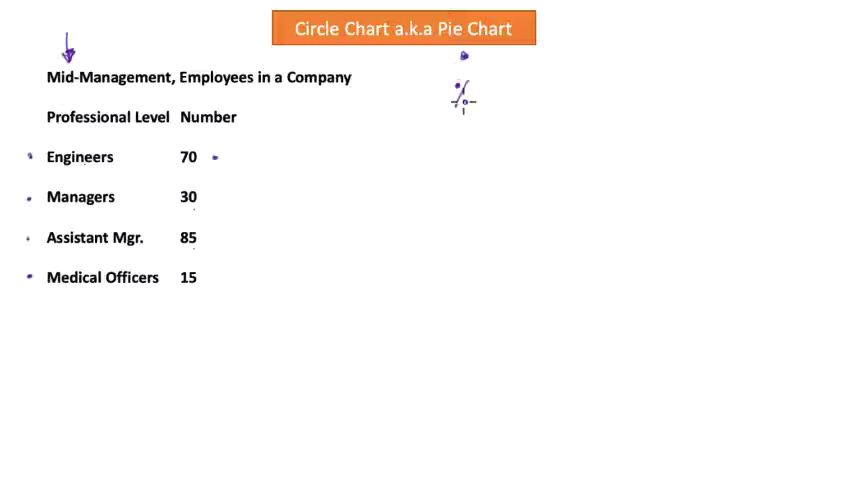 Circle Chart a.k.a Pie Chart
Mid-Management, Employees in a Company
Professional Level Number
Engineers 70
Managers 30
Assistant Mgr. 85
Medical Officers 15
%